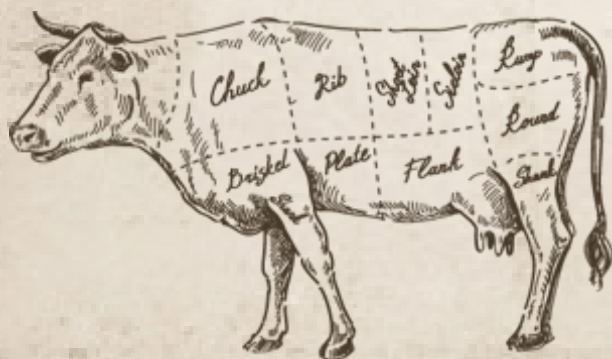 Chuck
Rib
Short
Loin
Sirloin
Rump
Round
Brisket
Plate
Flank
Shank